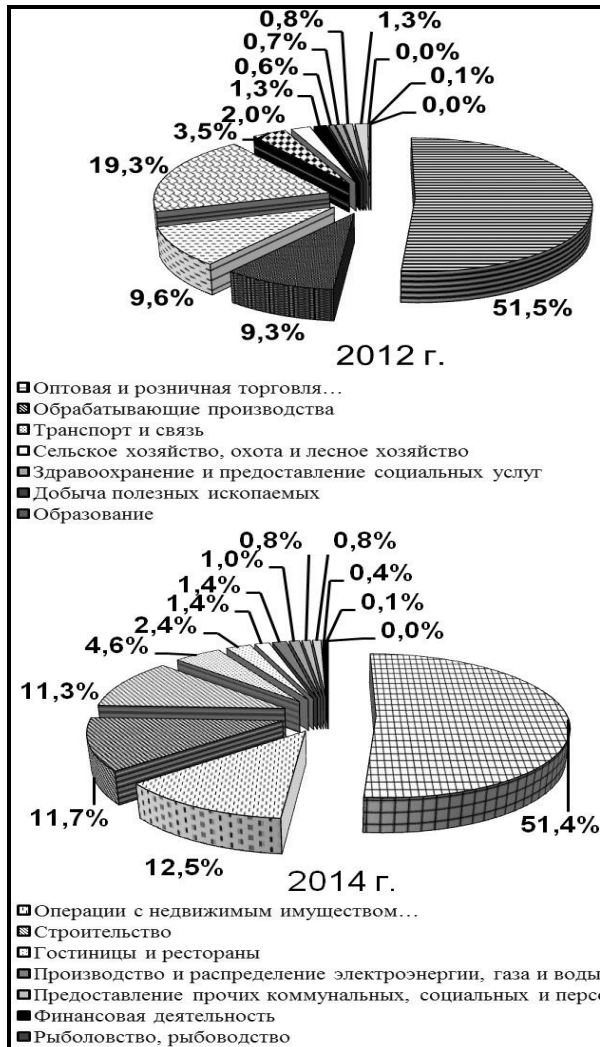 0,8%
1,3%
0,7%
0,0%
0,6%
0,1%
1,3%
0,0%
2,0%
3,5%
19,3%
9,6%
9,3%
51,5%
2012 г.
Оптовая и розничная торговля…
Обрабатывающие производства
Транспорт и связь
Сельское хозяйство, охота и лесное хозяйство
Здравоохранение и предоставление социальных услуг
Добыча полезных ископаемых
Образование
0,8%
0,8%
1,0%
0,4%
1,4%
0,1%
1,4%
0,0%
2,4%
4,6%
11,3%
11,7%
12,5%
51,4%
2014 г.
Операции с недвижимым имуществом…
Строительство
Гостиницы и рестораны
Производство и распределение электроэнергии, газа и воды
Предоставление прочих коммунальных, социальных и персо
Финансовая деятельность
Рыболовство, рыбоводство